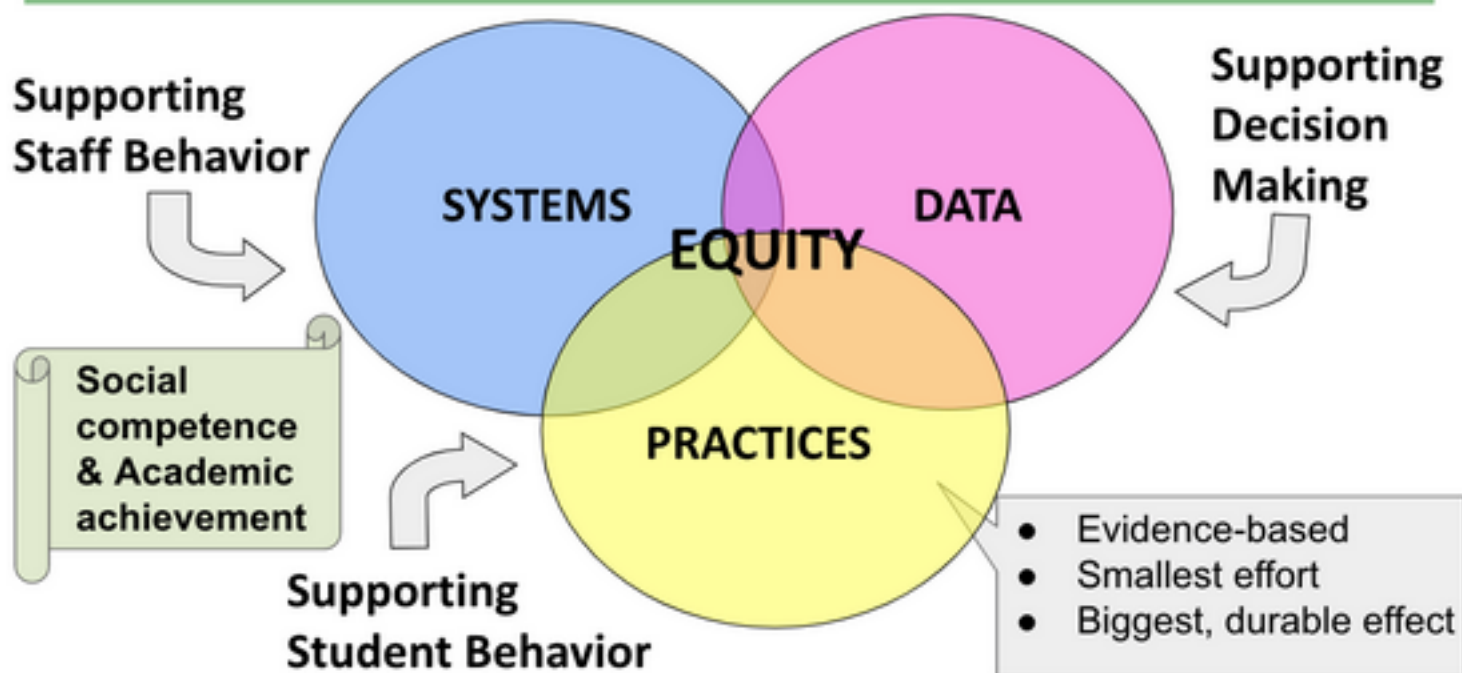 Supporting
Staff Behavior
Supporting
Decision
Making
SYSTEMS
DATA
EQUITY
PRACTICES
Social
competence
& Academic
achievement
Supporting
Student Behavior
● Evidence-based
● Smallest effort
● Biggest, durable effect